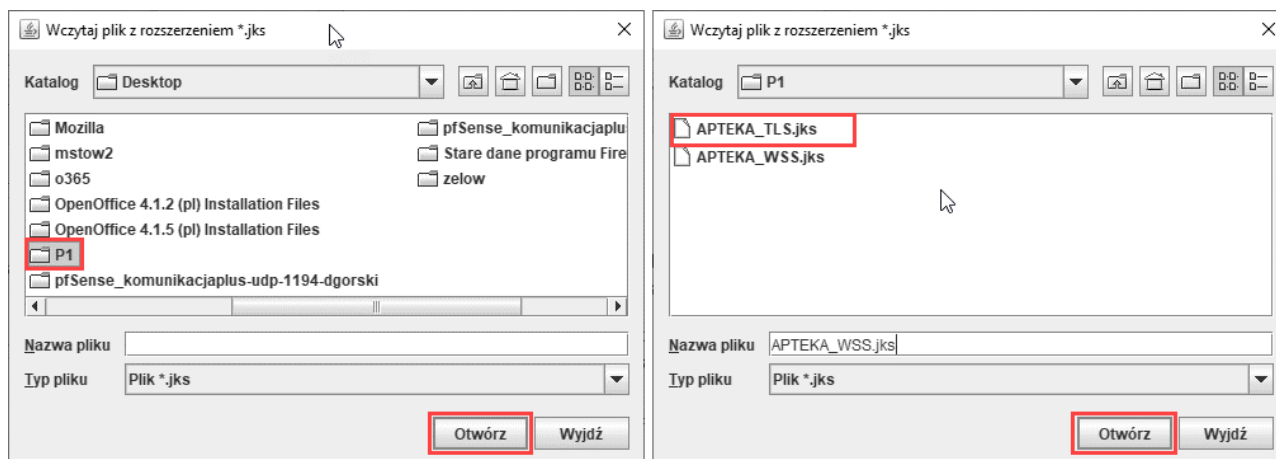 Wczytaj plik z rozszerzeniem *.jks
Katalog Desktop
Mozilla
mstow2
o365
OpenOffice 4.1.2 (pl) Installation Files
OpenOffice 4.1.5 (pl) Installation Files
P1
pfSense_komunikacjaplus-udp-1194-dgorski
pfSense_komunikacjaplu
Stare dane programu Fire
zelow
Nazwa pliku
Typ pliku Plik *.jks
Otwórz Wyjdź
Wczytaj plik z rozszerzeniem *.jks
Katalog P1
APTEKA_TLS.jks
APTEKA_WSS.jks
Nazwa pliku APTEKA_WSS.jks
Typ pliku Plik *.jks
Otwórz Wyjdź